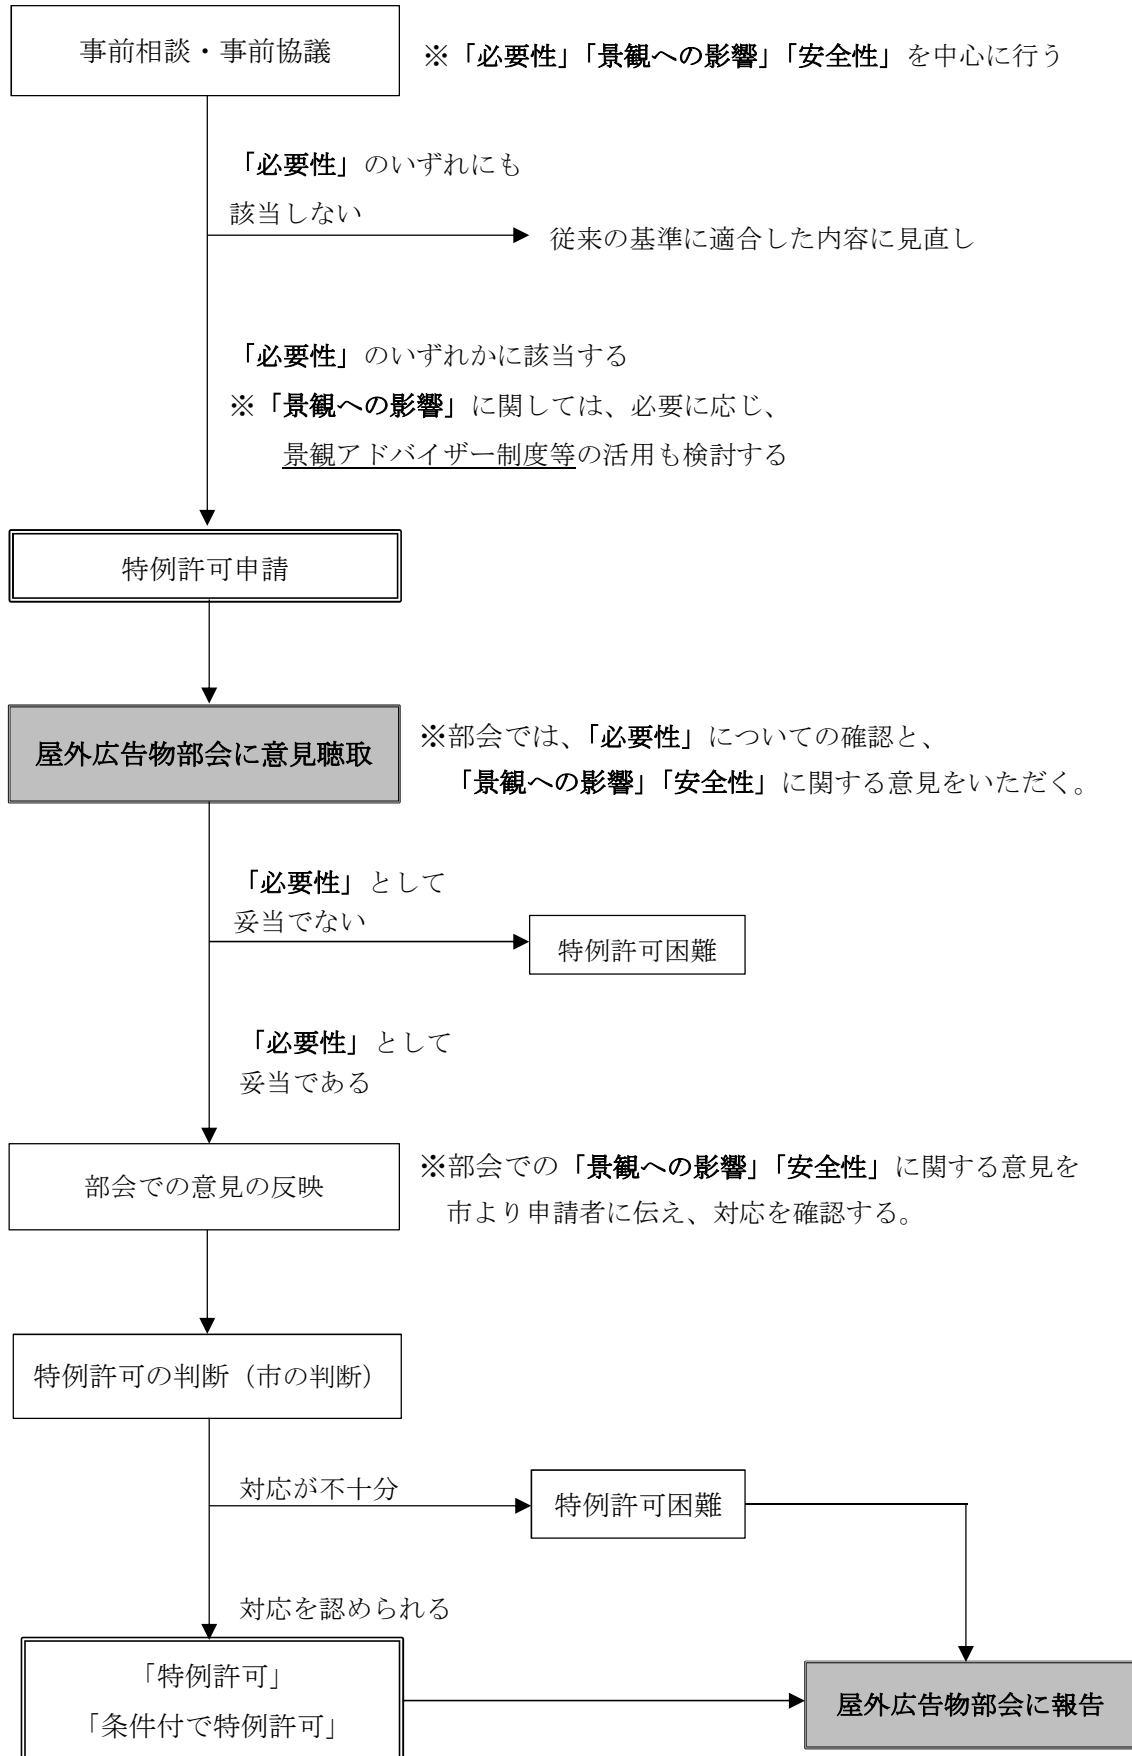 事前相談・事前協議
※「必要性」「景観への影響」「安全性」を中心に行う
「必要性」のいずれにも
該当しない
従来の基準に適合した内容に見直し
「必要性」のいずれかに該当する
※「景観への影響」に関しては、必要に応じ、
景観アドバイザー制度等の活用も検討する
特例許可申請
屋外広告物部会に意見聴取
※部会では、「必要性」についての確認と、
「景観への影響」「安全性」に関する意見をいただく。
「必要性」として
妥当でない
特例許可困難
「必要性」として
妥当である
部会での意見の反映
※部会での「景観への影響」「安全性」に関する意見を
市より申請者に伝え、対応を確認する。
特例許可の判断（市の判断）
対応が不十分
特例許可困難
対応を認められる
「特例許可」
「条件付で特例許可」
屋外広告物部会に報告